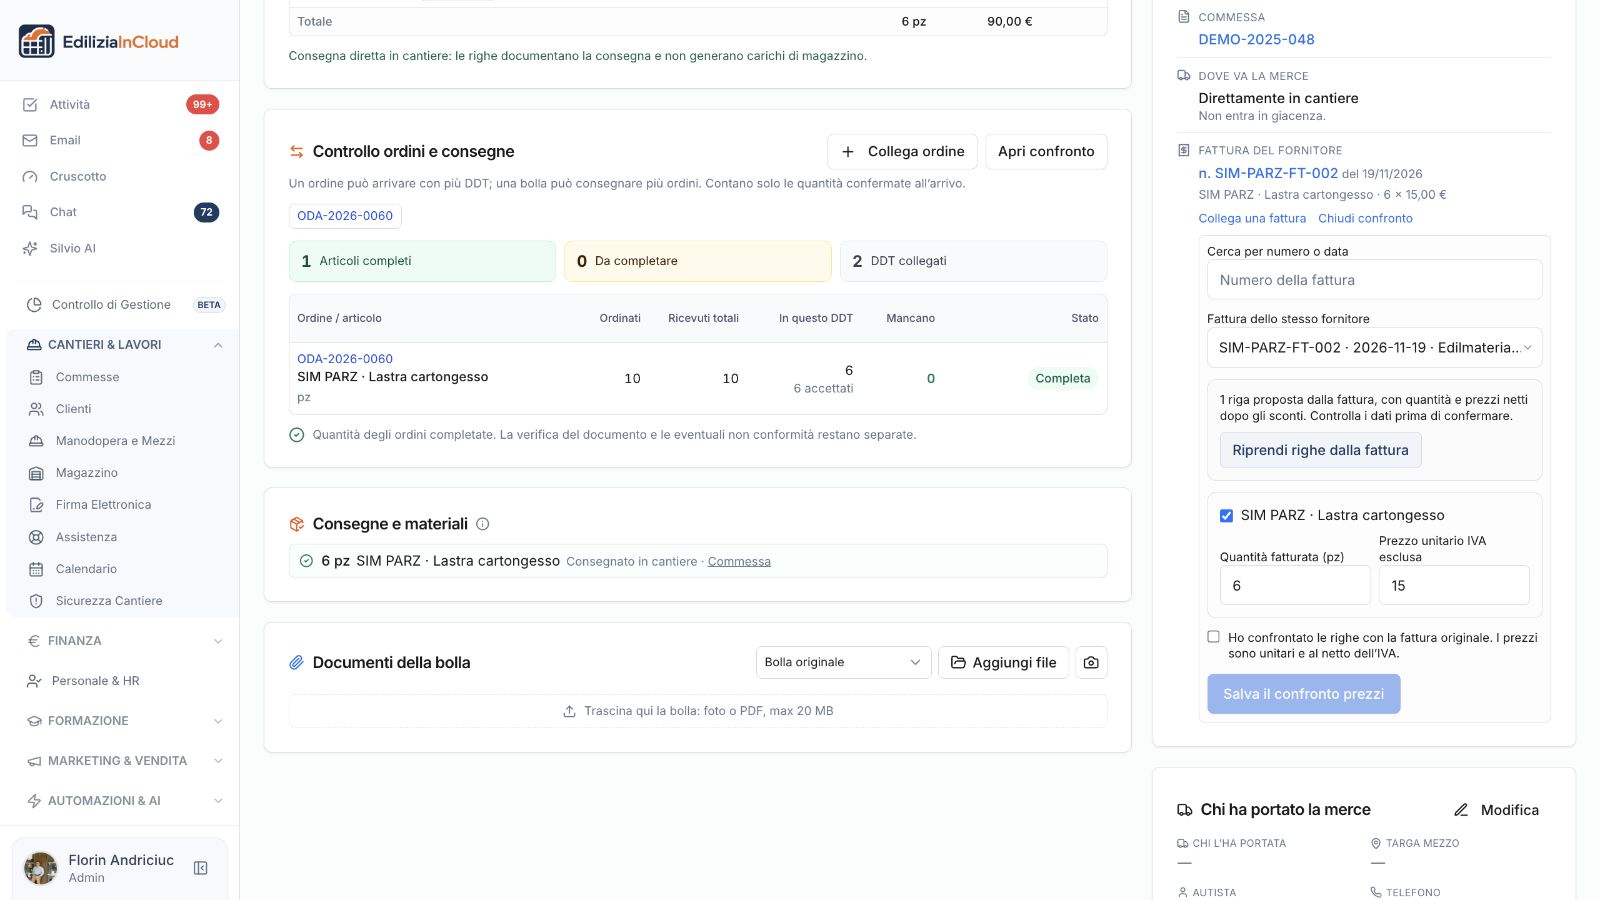 EdiliziaInCloud
Attività 99+
Email 8
Cruscotto
Chat 72
Silvio AI
Controllo di Gestione BETA
CANTIERI & LAVORI
Commesse
Clienti
Manodopera e Mezzi
Magazzino
Firma Elettronica
Assistenza
Calendario
Sicurezza Cantiere
FINANZA
Personale & HR
FORMAZIONE
MARKETING & VENDITA
AUTOMAZIONI & AI
Florin Andriciuc
Admin
Totale 6 pz 90,00 €
Consegna diretta in cantiere: le righe documentano la consegna e non generano carichi di magazzino.
Controllo ordini e consegne
Collega ordine
Apri confronto
Un ordine può arrivare con più DDT; una bolla può consegnare più ordini. Contano solo le quantità confermate all'arrivo.
ODA-2026-0060
1 Articoli completi
0 Da completare
2 DDT collegati
Ordine / articolo Ordinati Ricevuti totali In questo DDT Mancano Stato
ODA-2026-0060
SIM PARZ · Lastra cartongesso 10 10 6 0 Completa
pz 6 accettati
Quantità degli ordini completate. La verifica del documento e le eventuali non conformità restano separate.
Consegne e materiali
6 pz SIM PARZ · Lastra cartongesso Consegnato in cantiere · Commessa
Documenti della bolla
Bolla originale
Aggiungi file
Trascina qui la bolla: foto o PDF, max 20 MB
COMMESSA
DEMO-2025-048
DOVE VA LA MERCE
Direttamente in cantiere
Non entra in giacenza.
FATTURA DEL FORNITORE
n. SIM-PARZ-FT-002 del 19/11/2026
SIM PARZ · Lastra cartongesso · 6 × 15,00 €
Collega una fattura Chiudi confronto
Cerca per numero o data
Numero della fattura
Fattura dello stesso fornitore
SIM-PARZ-FT-002 · 2026-11-19 · Edilmateria...
1 riga proposta dalla fattura, con quantità e prezzi netti
dopo gli sconti. Controlla i dati prima di confermare.
Riprendi righe dalla fattura
SIM PARZ · Lastra cartongesso
Quantità fatturata (pz)
6
Prezzo unitario IVA
esclusa
15
Ho confrontato le righe con la fattura originale. I prezzi
sono unitari e al netto dell'IVA.
Salva il confronto prezzi
Chi ha portato la merce
Modifica
CHI L'HA PORTATA
—
TARGA MEZZO
—
AUTISTA
TELEFONO